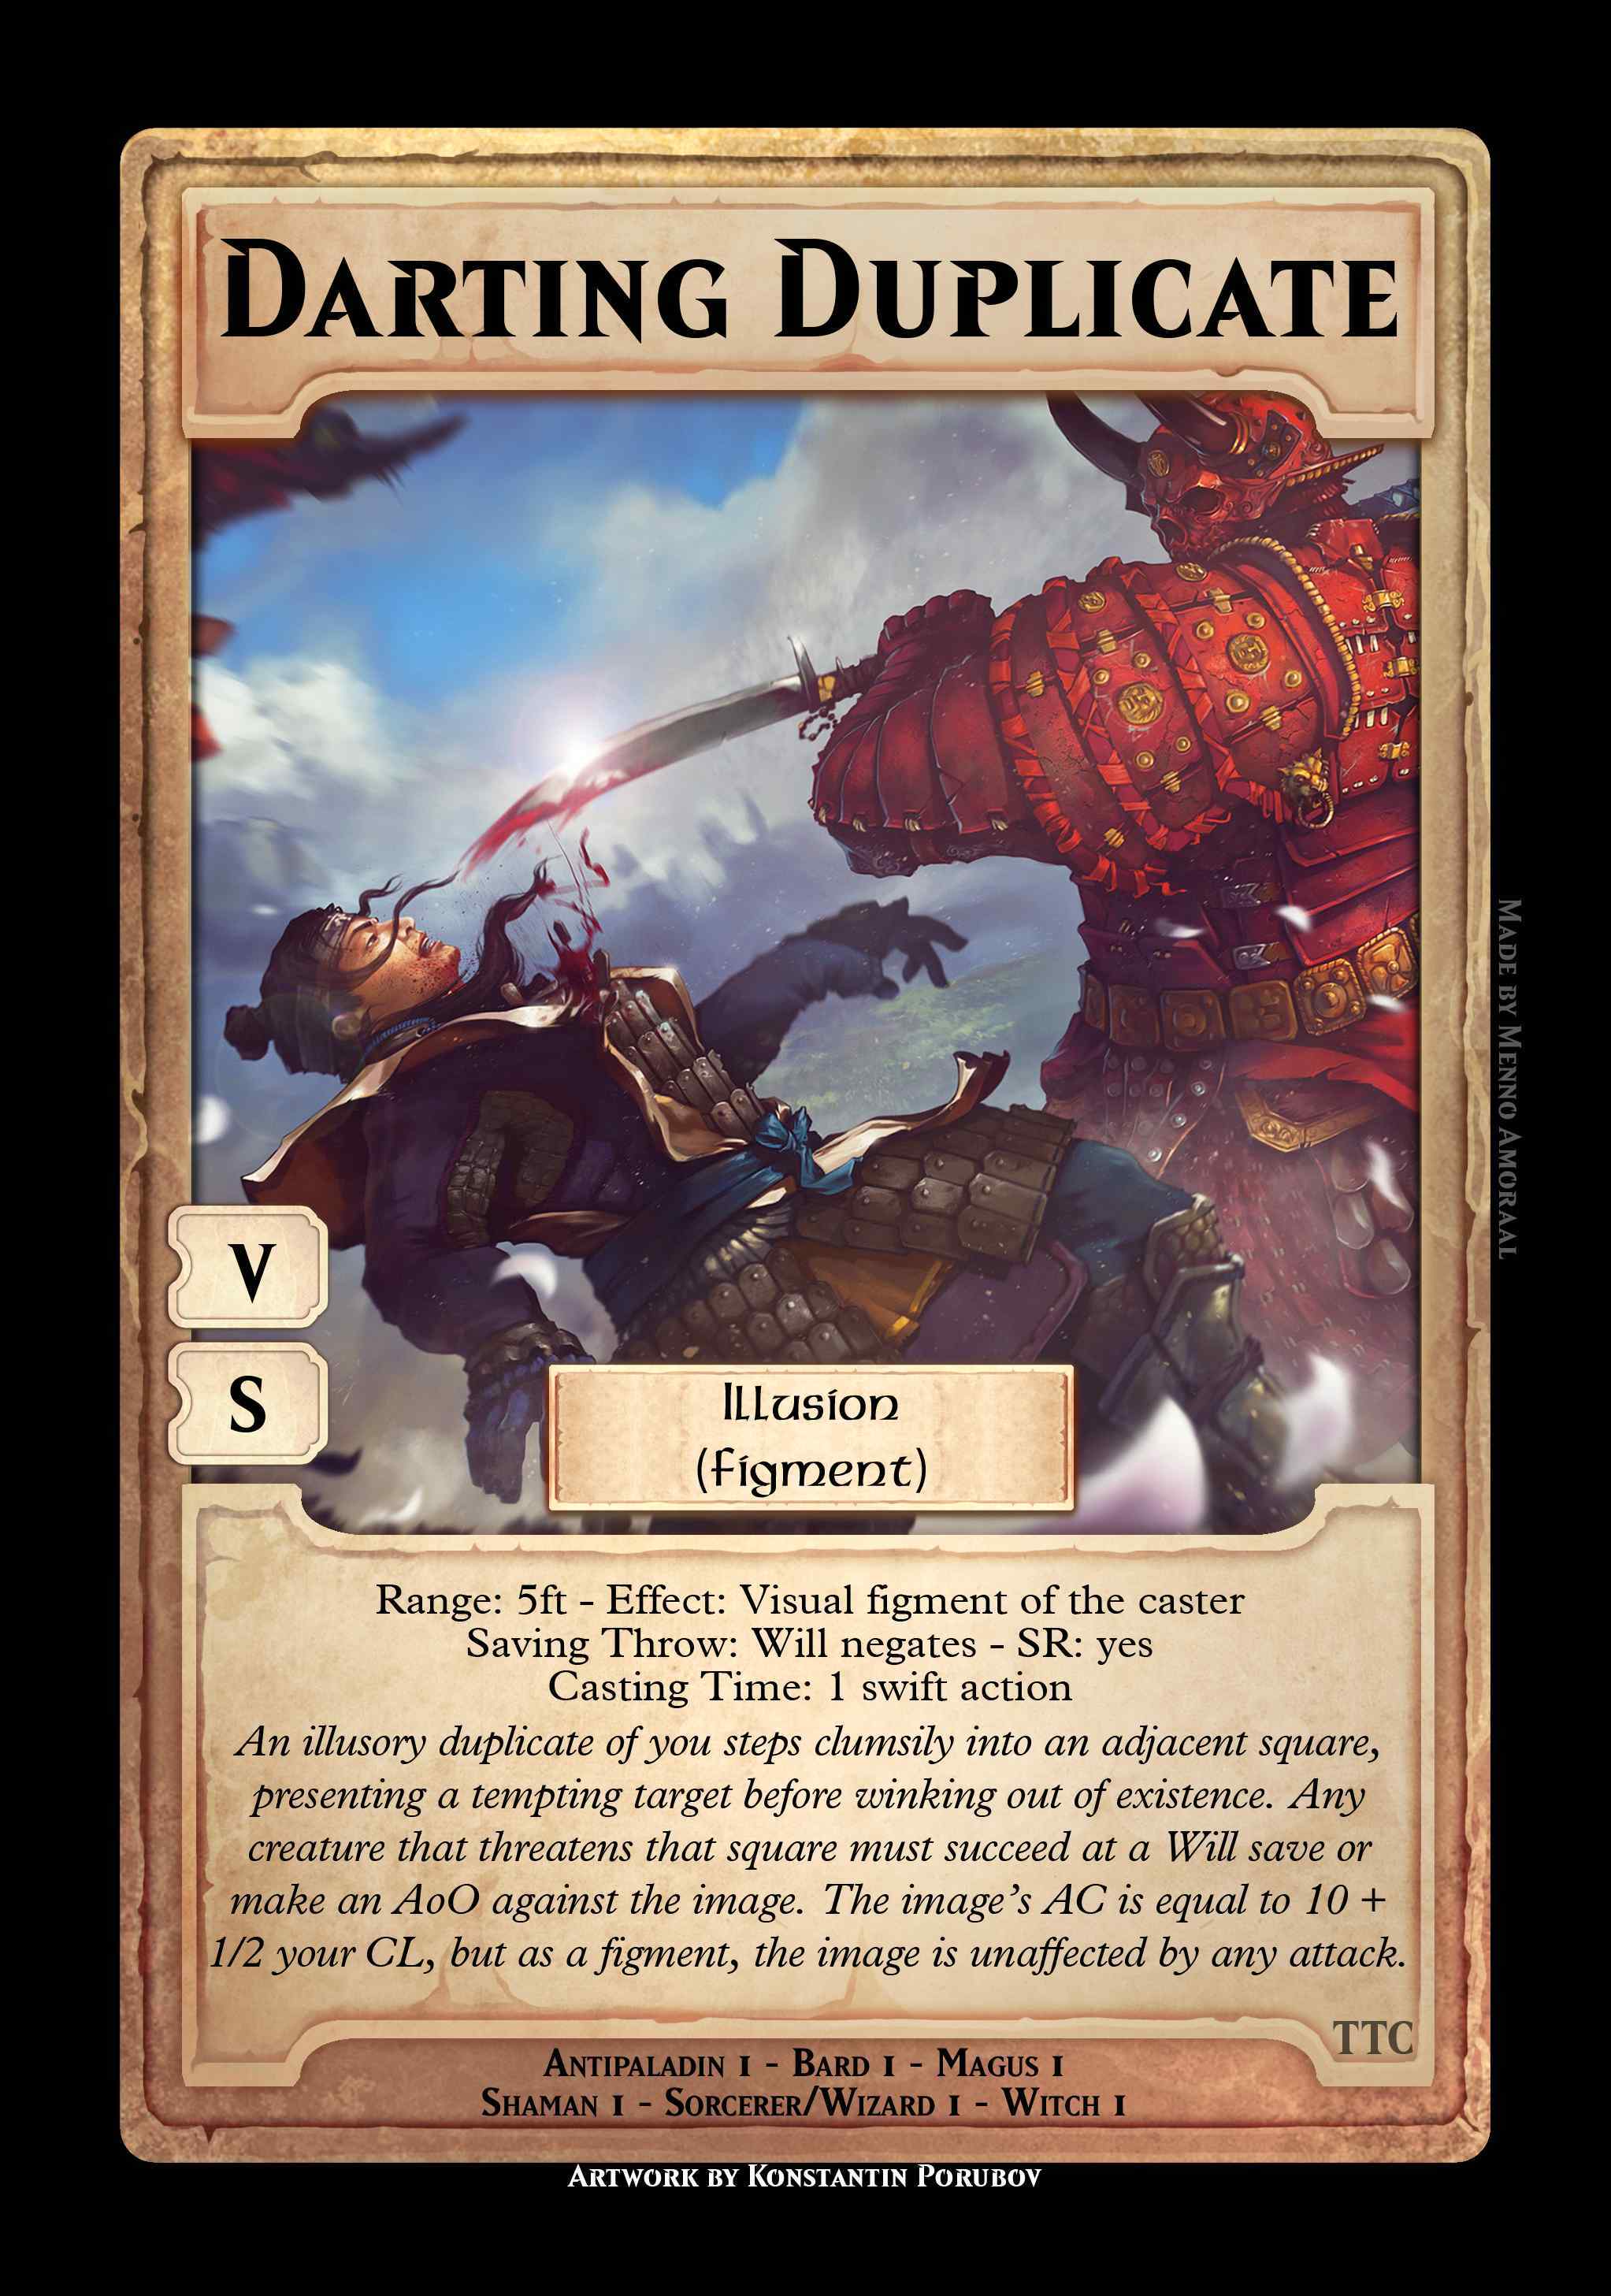 Darting Duplicate
V
S
Illusion
(Figment)
Range: 5ft - Effect: Visual figment of the caster
Saving Throw: Will negates - SR: yes
Casting Time: 1 swift action
An illusory duplicate of you steps clumsily into an adjacent square,
presenting a tempting target before winking out of existence. Any
creature that threatens that square must succeed at a Will save or
make an AoO against the image. The image's AC is equal to 10 +
1/2 your CL, but as a figment, the image is unaffected by any attack.
TTC
Antipaladin 1 - Bard 1 - Magus 1
Shaman 1 - Sorcerer/Wizard 1 - Witch 1
Artwork by Konstantin Porubov
Made by Menno Amoraal